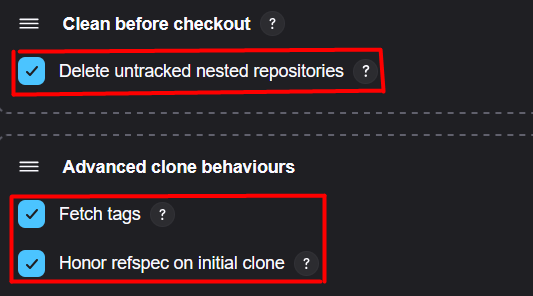 Clean before checkout ?
Delete untracked nested repositories ?
Advanced clone behaviours
Fetch tags ?
Honor refspec on initial clone ?